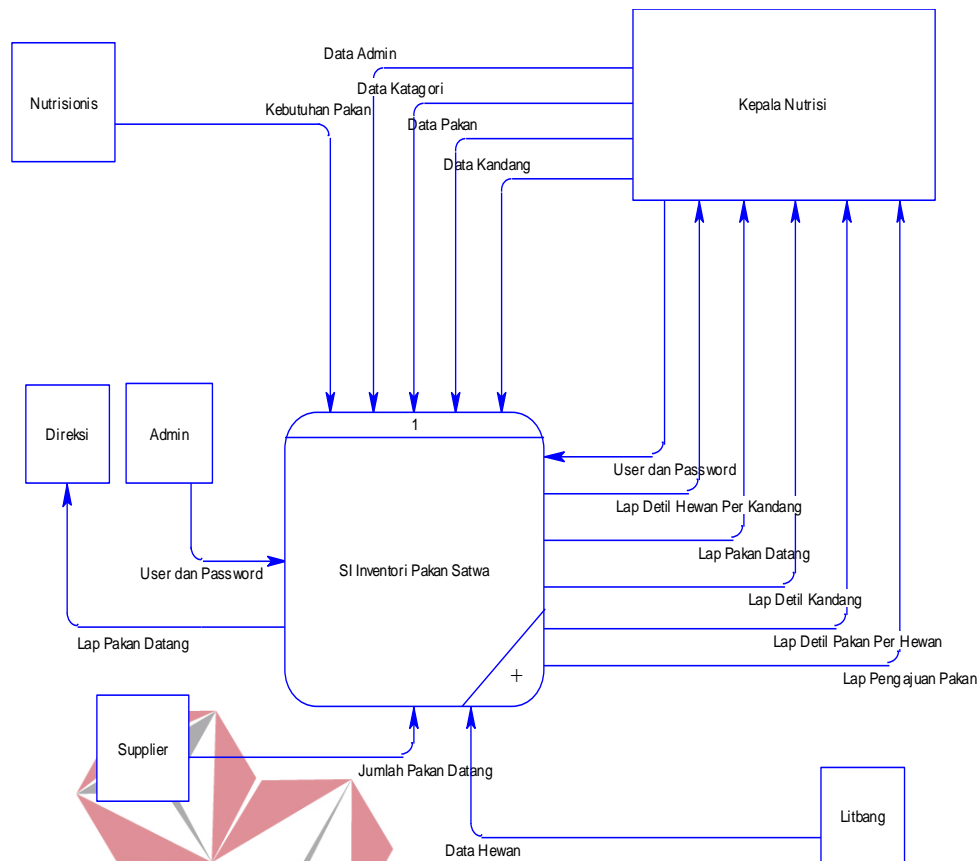 Data Admin
Nutrisionis
Data Katagori
Kepala Nutrisi
Kebutuhan Pakan
Data Pakan
Data Kandang
1
Direksi
Admin
User dan Password
Lap Detil Hewan Per Kandang
Lap Pakan Datang
SI Inventori Pakan Satwa
User dan Password
Lap Detil Kandang
Lap Pakan Datang
Lap Detil Pakan Per Hewan
+
Lap Pengajuan Pakan
Supplier
Jumlah Pakan Datang
Litbang
Data Hewan